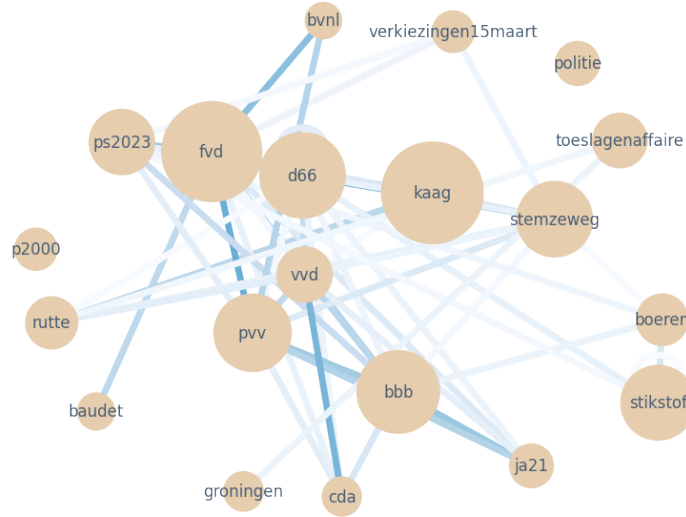 bvnl
verkiezingen15maart
politie
ps2023
fvd
toeslagenaffaire
d66
kaag
stemzeweg
p2000
vvd
rutte
pvv
boeren
bbb
stikstof
baudet
ja21
groningen
cda